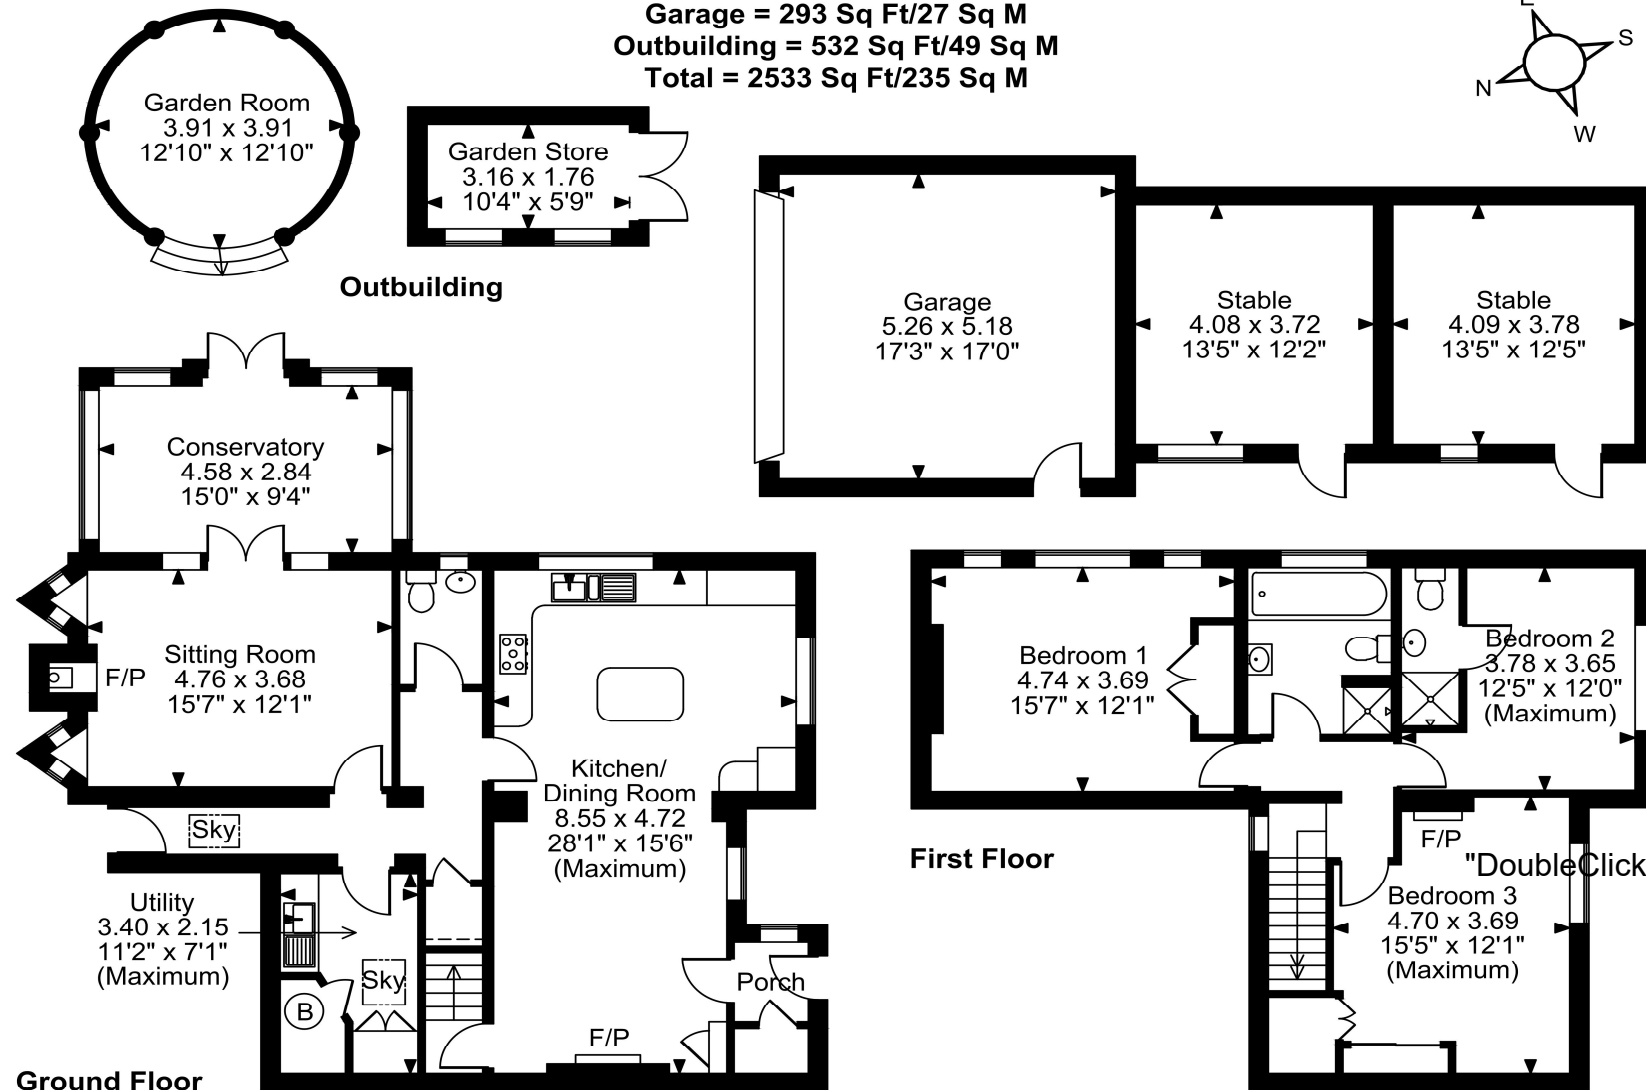 Garage = 293 Sq Ft/27 Sq M
Outbuilding = 532 Sq Ft/49 Sq M
Total = 2533 Sq Ft/235 Sq M
S
N
W
Garden Room
3.91 x 3.91
12'10" x 12'10"
Garden Store
3.16 x 1.76
10'4" x 5'9"
Outbuilding
Garage
5.26 x 5.18
17'3" x 17'0"
Stable
4.08 x 3.72
13'5" x 12'2"
Stable
4.09 x 3.78
13'5" x 12'5"
Conservatory
4.58 x 2.84
15'0" x 9'4"
Sitting Room
4.76 x 3.68
15'7" x 12'1"
F/P
Kitchen/
Dining Room
8.55 x 4.72
28'1" x 15'6"
(Maximum)
Sky
Utility
3.40 x 2.15
11'2" x 7'1"
(Maximum)
Sky
B
Porch
F/P
Ground Floor
Bedroom 1
4.74 x 3.69
15'7" x 12'1"
Bedroom 2
3.78 x 3.65
12'5" x 12'0"
(Maximum)
First Floor
F/P
"DoubleClick
Bedroom 3
4.70 x 3.69
15'5" x 12'1"
(Maximum)